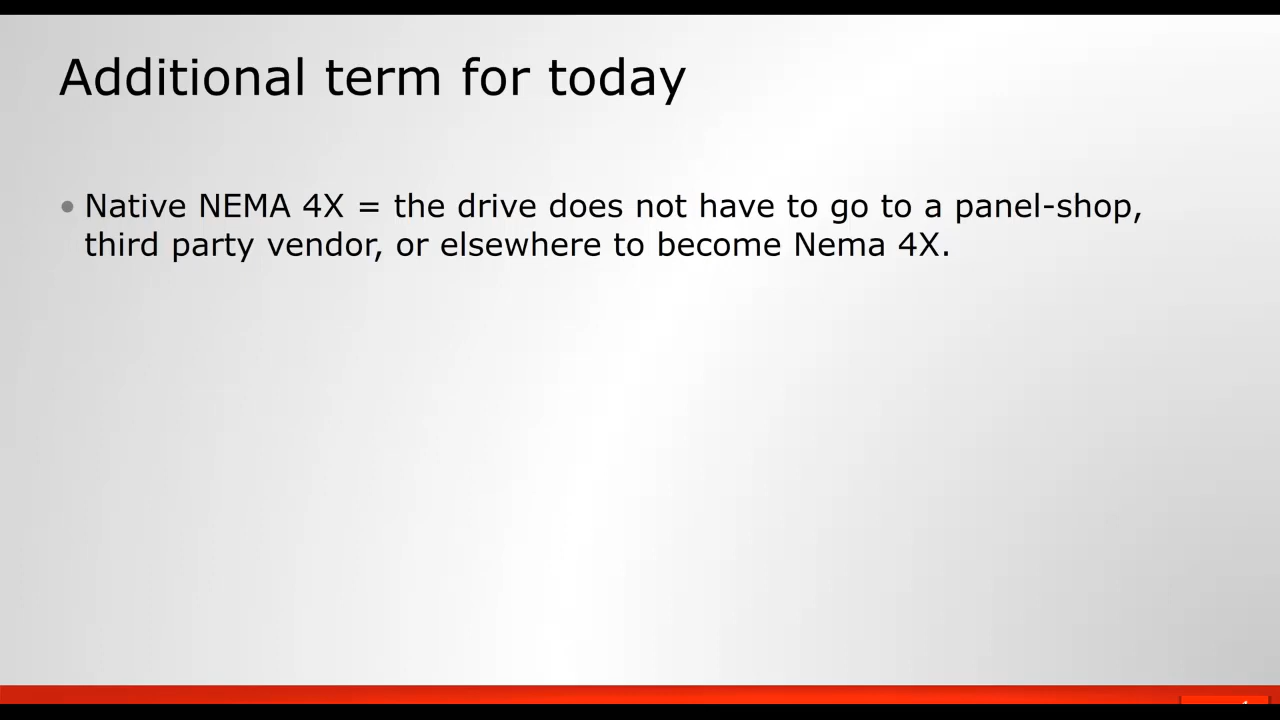 Additional term for today
• Native NEMA 4X = the drive does not have to go to a panel-shop,
third party vendor, or elsewhere to become Nema 4X.